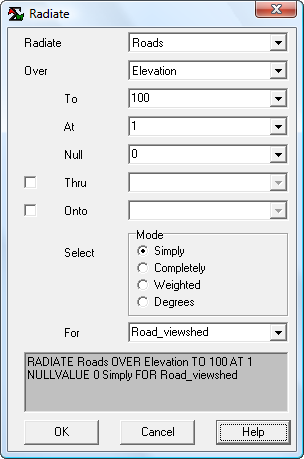 Radiate
Radiate Roads
Over Elevation
To 100
At 1
Null 0
Thru
Onto
Mode
Select Simply
Completely
Weighted
Degrees
For Road_viewshed
RADIATE Roads OVER Elevation TO 100 AT 1
NULLVALUE 0 Simply FOR Road_viewshed
OK Cancel Help